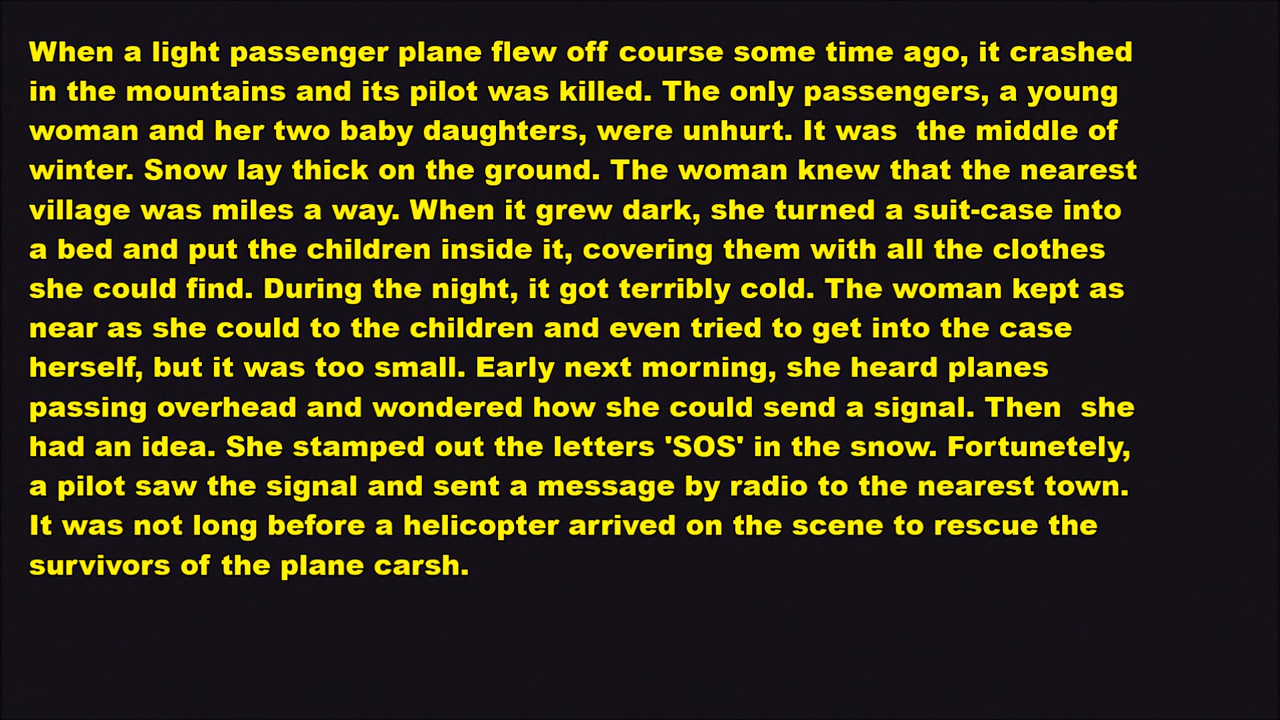 When a light passenger plane flew off course some time ago, it crashed
in the mountains and its pilot was killed. The only passengers, a young
woman and her two baby daughters, were unhurt. It was  the middle of
winter. Snow lay thick on the ground. The woman knew that the nearest
village was miles a way. When it grew dark, she turned a suit-case into
a bed and put the children inside it, covering them with all the clothes
she could find. During the night, it got terribly cold. The woman kept as
near as she could to the children and even tried to get into the case
herself, but it was too small. Early next morning, she heard planes
passing overhead and wondered how she could send a signal. Then  she
had an idea. She stamped out the letters 'SOS' in the snow. Fortunetely,
a pilot saw the signal and sent a message by radio to the nearest town.
It was not long before a helicopter arrived on the scene to rescue the
survivors of the plane carsh.